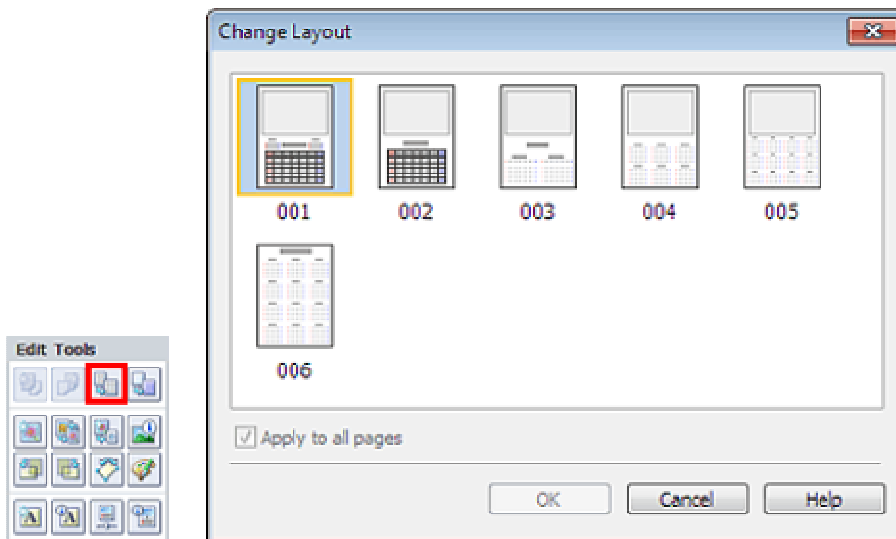 Change Layout
001 002 003 004 005
006
Edit Tools
Apply to all pages
OK Cancel Help